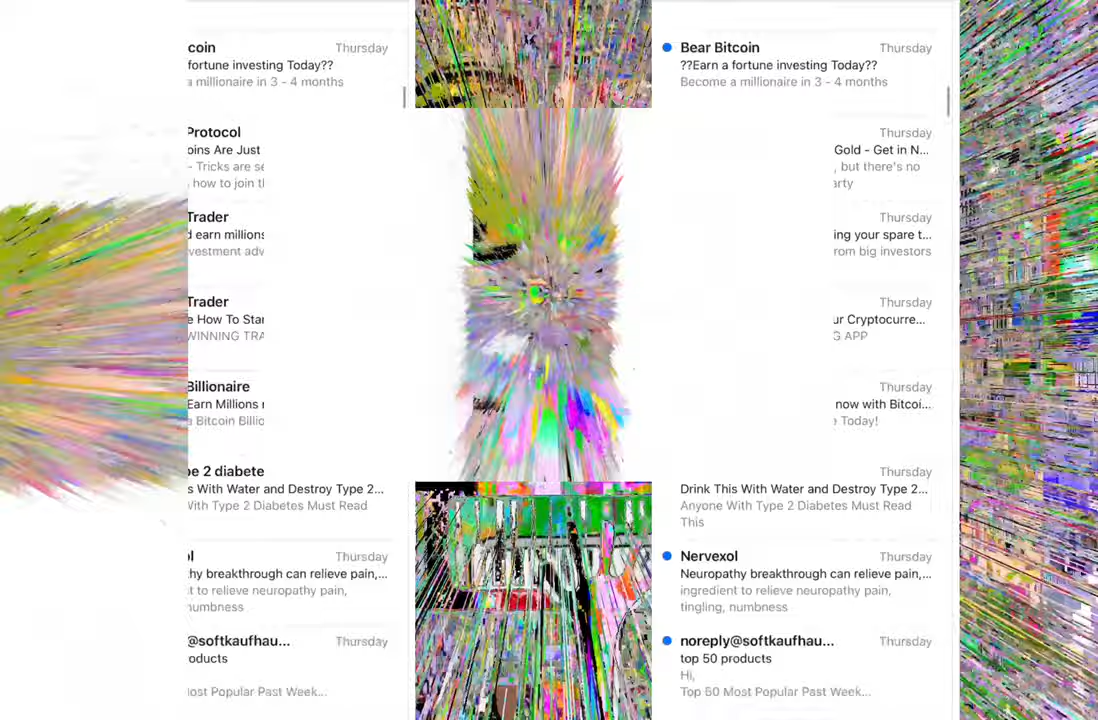 coin Thursday
fortune investing Today??
a millionaire in 3 - 4 months
Protocol
oins Are Just
- Tricks are se
how to join th
Trader
d earn millions
vestment adv
Trader
e How To Star
WINNING TRA
Billionaire
Earn Millions
a Bitcoin Billio
pe 2 diabete
s With Water and Destroy Type 2...
With Type 2 Diabetes Must Read
ol Thursday
hy breakthrough can relieve pain,...
t to relieve neuropathy pain,
numbness
@softkaufhau... Thursday
oducts
Most Popular Past Week...
Bear Bitcoin Thursday
??Earn a fortune investing Today??
Become a millionaire in 3 - 4 months
Thursday
Gold - Get in N...
, but there's no
arty
Thursday
ing your spare t...
rom big investors
Thursday
ur Cryptocurre...
G APP
Thursday
now with Bitcoi...
e Today!
Thursday
Drink This With Water and Destroy Type 2...
Anyone With Type 2 Diabetes Must Read
This
Nervexol Thursday
Neuropathy breakthrough can relieve pain,...
ingredient to relieve neuropathy pain,
tingling, numbness
noreply@softkaufhau... Thursday
top 50 products
Hi,
Top 50 Most Popular Past Week...